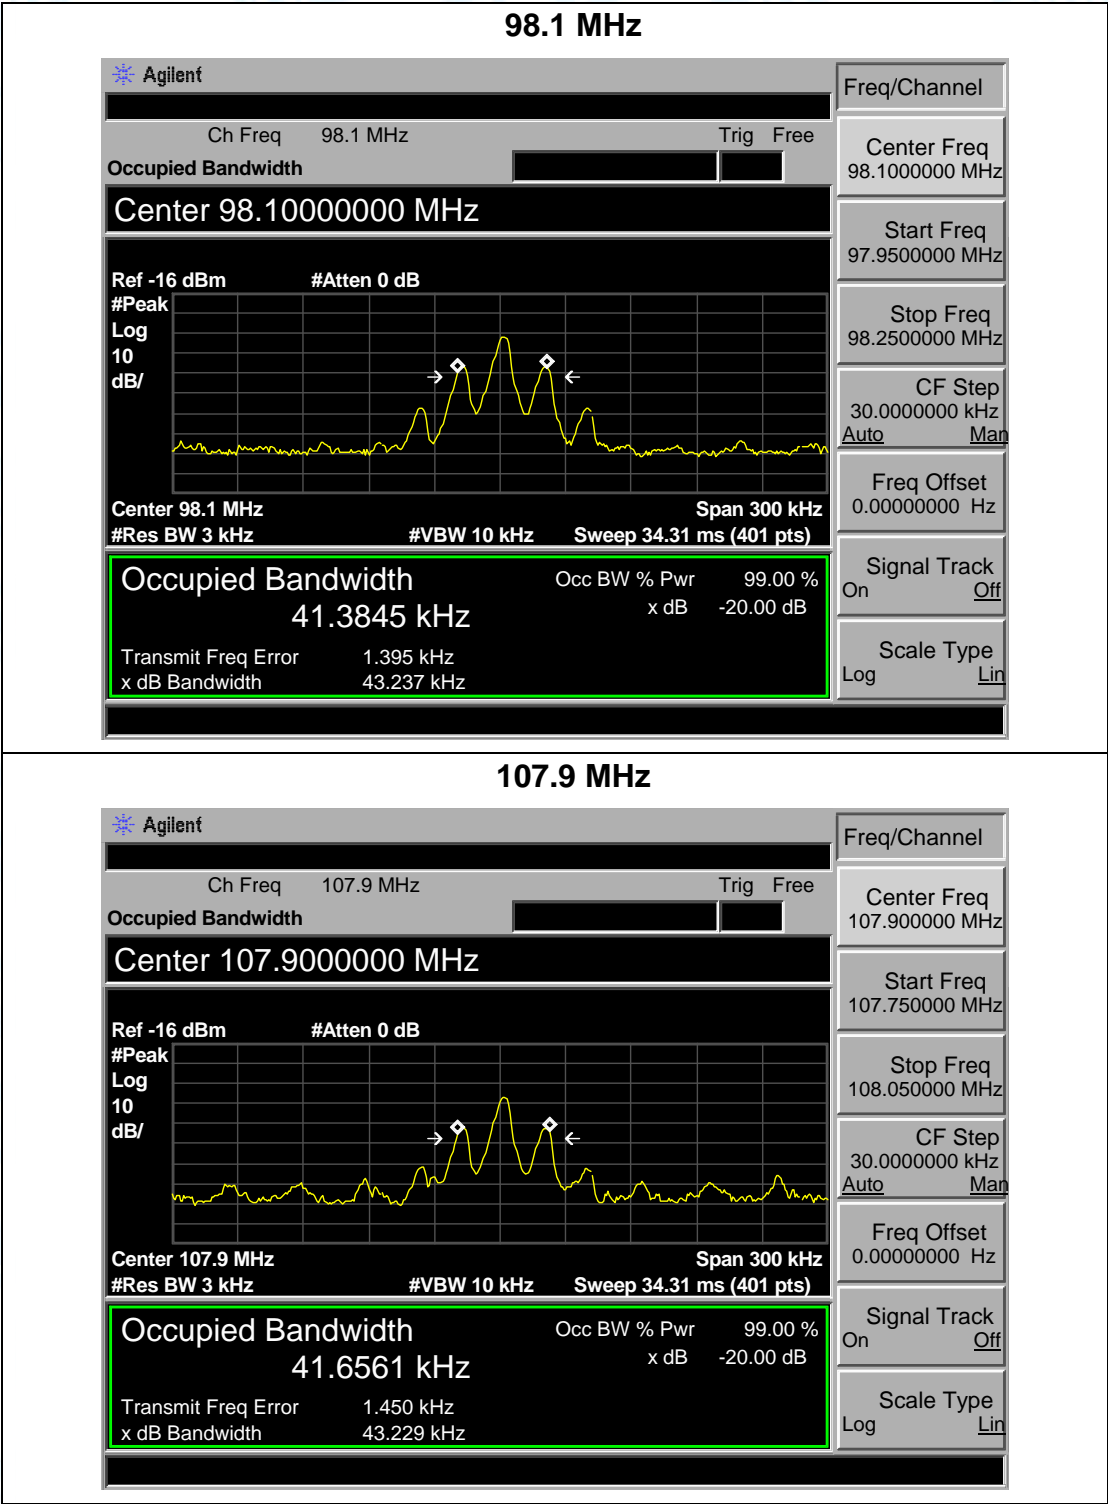 98.1 MHz
Agilent
Freq/Channel
Ch Freq 98.1 MHz Trig Free
Occupied Bandwidth
Center Freq
98.1000000 MHz
Center 98.10000000 MHz
Start Freq
97.9500000 MHz
Ref -16 dBm #Atten 0 dB
#Peak
Log
10
dB/
Stop Freq
98.2500000 MHz
CF Step
30.0000000 kHz
Auto Man
Freq Offset
0.00000000 Hz
Center 98.1 MHz Span 300 kHz
#Res BW 3 kHz #VBW 10 kHz Sweep 34.31 ms (401 pts)
Occupied Bandwidth Occ BW % Pwr 99.00 %
41.3845 kHz x dB -20.00 dB
Signal Track
On Off
Transmit Freq Error 1.395 kHz
x dB Bandwidth 43.237 kHz
Scale Type
Log Lin
107.9 MHz
Agilent
Freq/Channel
Ch Freq 107.9 MHz Trig Free
Occupied Bandwidth
Center Freq
107.900000 MHz
Center 107.9000000 MHz
Start Freq
107.750000 MHz
Ref -16 dBm #Atten 0 dB
#Peak
Log
10
dB/
Stop Freq
108.050000 MHz
CF Step
30.0000000 kHz
Auto Man
Freq Offset
0.00000000 Hz
Center 107.9 MHz Span 300 kHz
#Res BW 3 kHz #VBW 10 kHz Sweep 34.31 ms (401 pts)
Occupied Bandwidth Occ BW % Pwr 99.00 %
41.6561 kHz x dB -20.00 dB
Signal Track
On Off
Transmit Freq Error 1.450 kHz
x dB Bandwidth 43.229 kHz
Scale Type
Log Lin